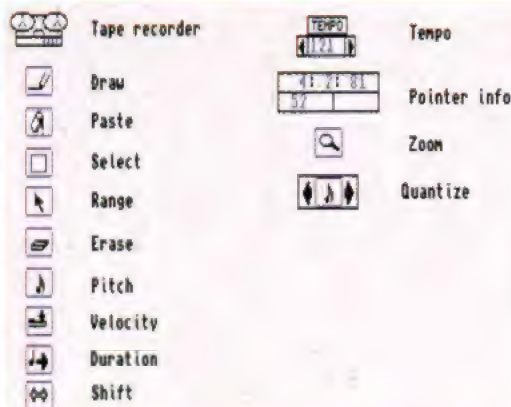 Tape recorder
Draw
Paste
Select
Range
Erase
Pitch
Velocity
Duration
Shift
TEMPO
121
Tempo
4: 2: 81
52
Pointer info
Zoom
Quantize